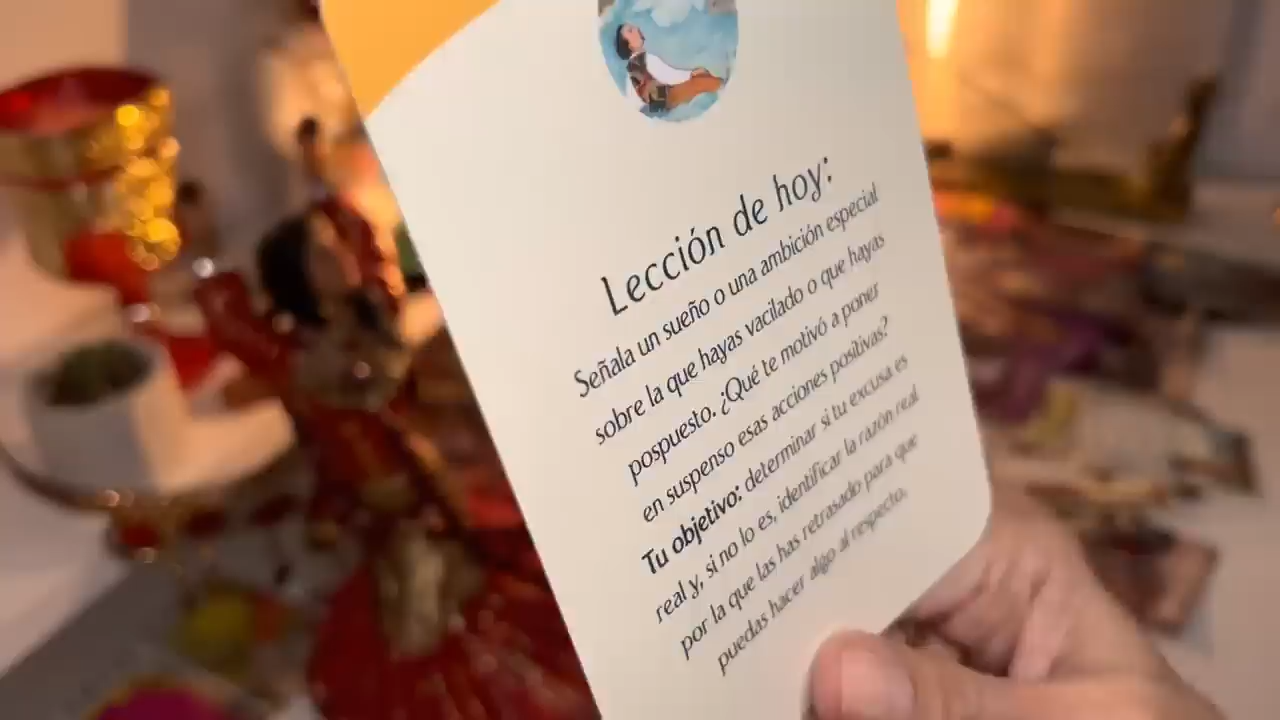 Lección de hoy:
Señala un sueño o una ambición especial
sobre la que hayas vacilado o que hayas
pospuesto. ¿Qué te motivó a poner
en suspenso esas acciones positivas?
Tu objetivo: determinar si tu excusa es
real y, si no lo es, identificar la razón real
por la que las has retrasado para que
puedas hacer algo al respecto.